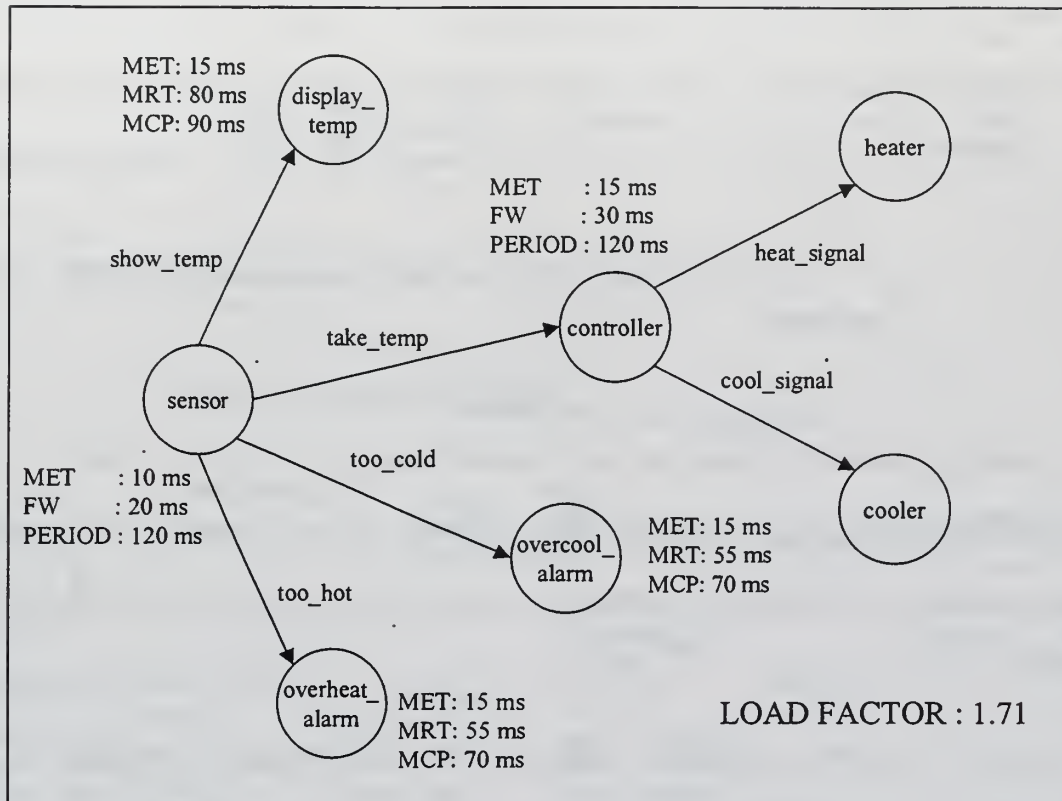 MET: 15 ms
MRT: 80 ms
MCP: 90 ms
display_
temp
heater
MET : 15 ms
FW : 30 ms
PERIOD : 120 ms
show_temp
heat_signal
take_temp
controller
cool_signal
sensor
too_cold
MET : 10 ms
FW : 20 ms
PERIOD : 120 ms
cooler
overcool_
alarm
MET: 15 ms
MRT: 55 ms
MCP: 70 ms
too_hot
overheat_
alarm
MET: 15 ms
MRT: 55 ms
MCP: 70 ms
LOAD FACTOR : 1.71